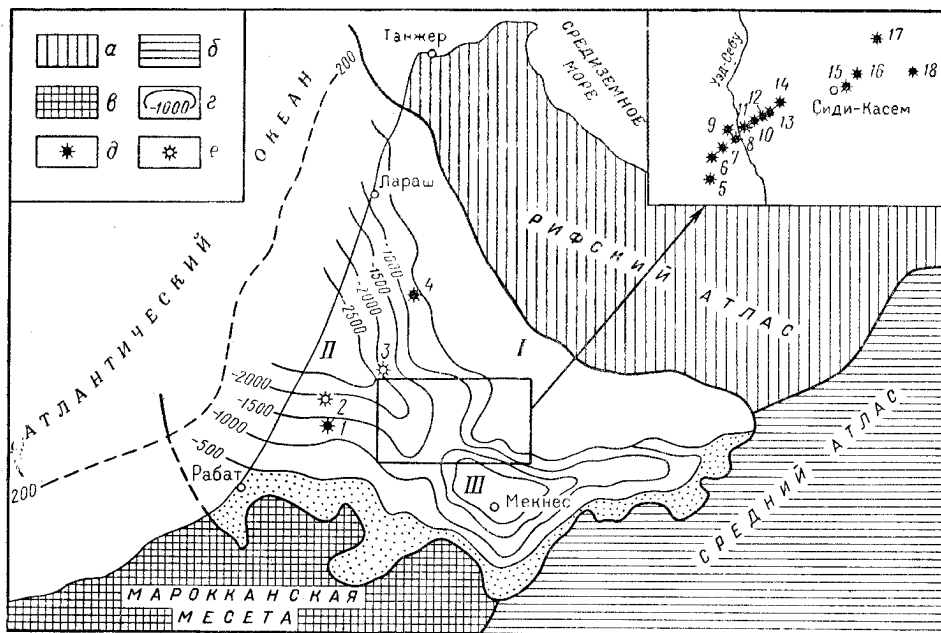 а
б
в
-1000
г
д
е
АТЛАНТИЧЕСКИЙ
ОКЕАН
200
Танжер
СРЕДИЗЕМНОЕ
МОРЕ
Уэд-Себу
17
15
16
18
14
12
11
13
10
9
8
7
6
5
Сиди-Касем
Лараш
РИФСКИЙ
АТЛАС
-1000
-1500
-2000
-2500
4
I
II
3
-2000
2
-1500
1
-1000
-500
200
Рабат
III
Мекнес
СРЕДНИЙ АТЛАС
МАРОККАНСКАЯ
МЕСЕТА